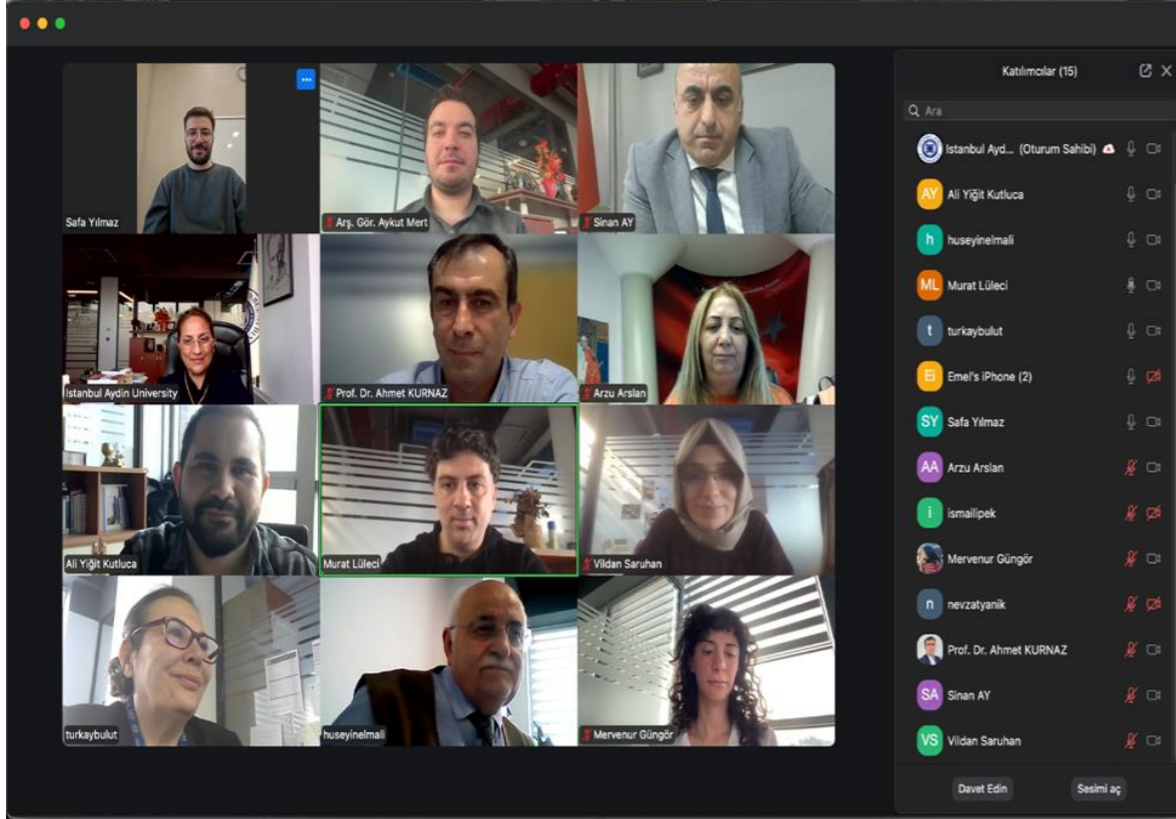 Safa Yılmaz
Arş. Gör. Aykut Mert
Sinan AY
Istanbul Aydin University
Prof. Dr. Ahmet KURNAZ
Arzu Arslan
Ali Yiğit Kutluca
Murat Lüleci
Vildan Saruhan
turkaybulut
huseyinelmali
Mervenur Güngör
Katılımcılar (15)
Ara
Istanbul Ayd... (Oturum Sahibi)
AY Ali Yiğit Kutluca
h huseyinelmali
ML Murat Lüleci
t turkaybulut
Ei Emel's iPhone (2)
SY Safa Yılmaz
AA Arzu Arslan
i ismailipek
Mervenur Güngör
n nevzatyanik
Prof. Dr. Ahmet KURNAZ
SA Sinan AY
VS Vildan Saruhan
Davet Edin Sesimi aç